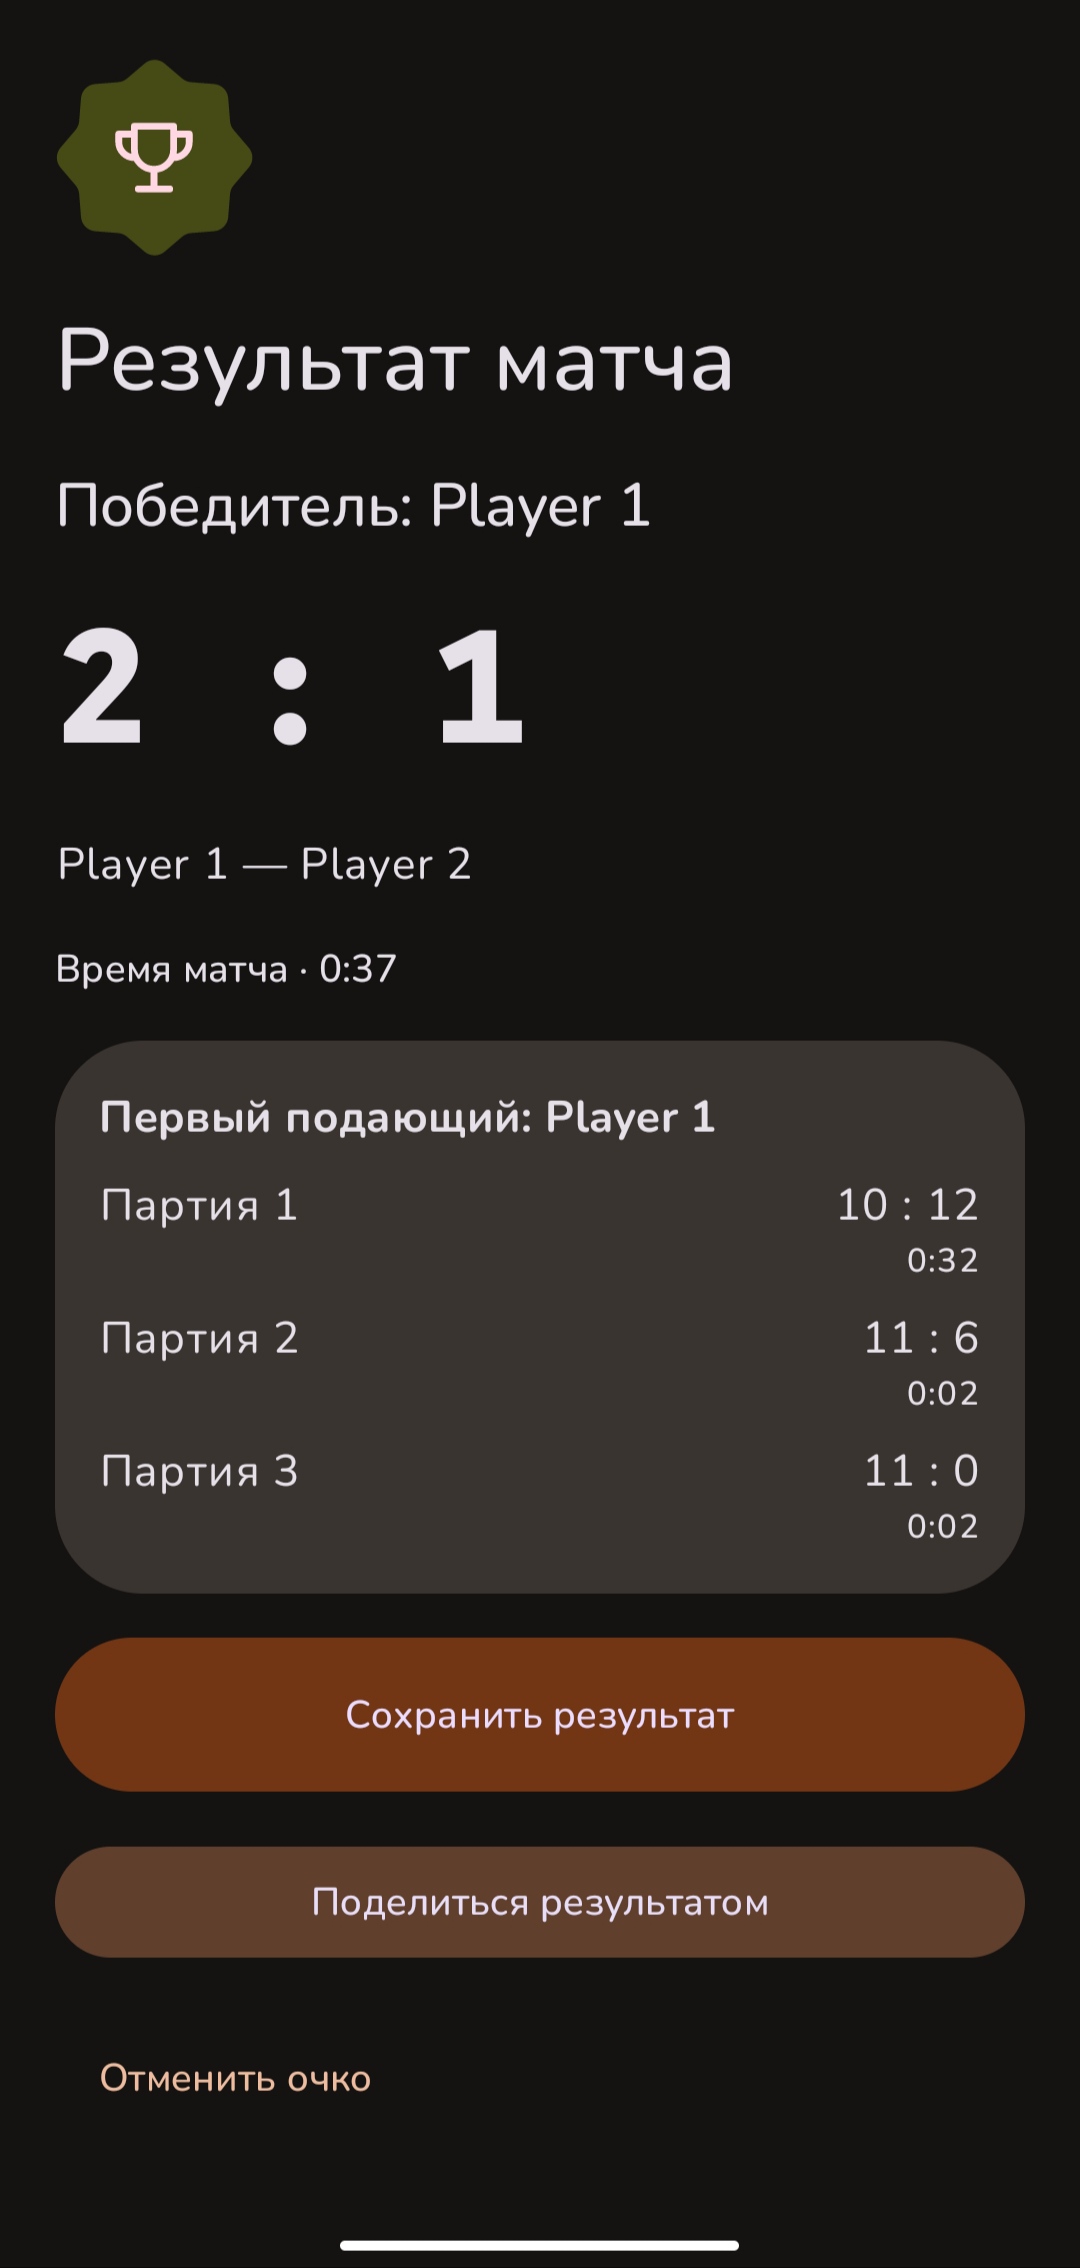 Результат матча
Победитель: Player 1
2 : 1
Player 1 — Player 2
Время матча · 0:37
Первый подающий: Player 1
Партия 1 10 : 12
0:32
Партия 2 11 : 6
0:02
Партия 3 11 : 0
0:02
Сохранить результат
Поделиться результатом
Отменить очко